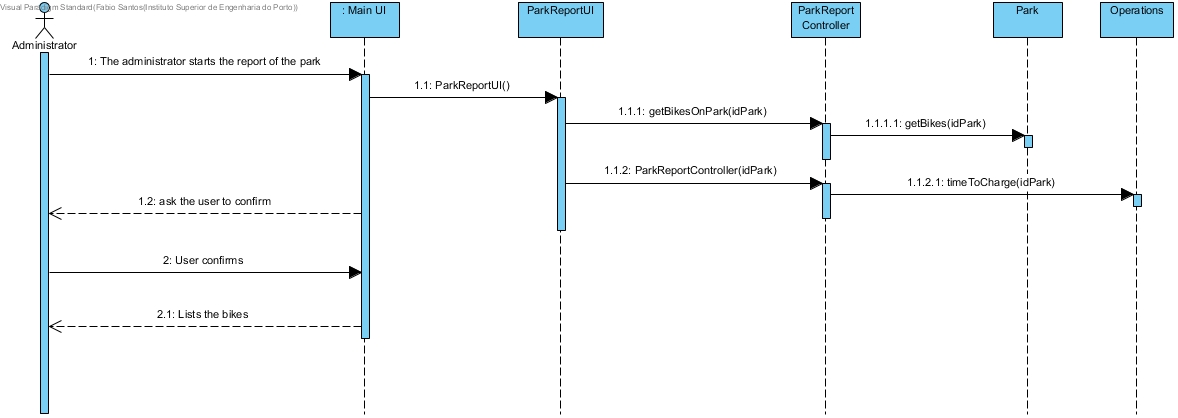 Visual Paradigm Standard(Fabio Santos(Instituto Superior de Engenharia do Porto))
: Main UI
ParkReportUI
ParkReport
Controller
Park
Operations
Administrator
1: The administrator starts the report of the park
1.1: ParkReportUI()
1.1.1: getBikesOnPark(idPark)
1.1.1.1: getBikes(idPark)
1.1.2: ParkReportController(idPark)
1.1.2.1: timeToCharge(idPark)
1.2: ask the user to confirm
2: User confirms
2.1: Lists the bikes